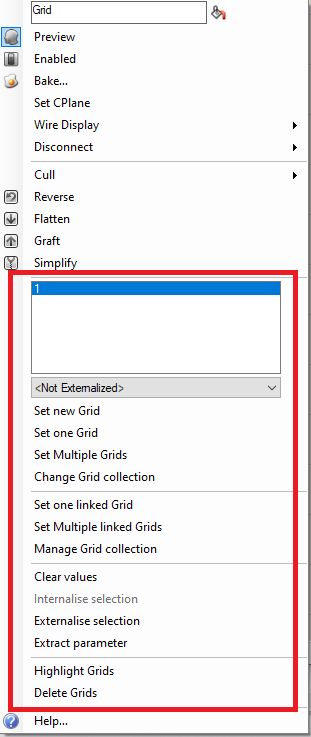 Grid
Preview
Enabled
Bake...
Set CPlane
Wire Display
Disconnect
Cull
Reverse
Flatten
Graft
Simplify
1
<Not Externalized>
Set new Grid
Set one Grid
Set Multiple Grids
Change Grid collection
Set one linked Grid
Set Multiple linked Grids
Manage Grid collection
Clear values
Internalise selection
Externalise selection
Extract parameter
Highlight Grids
Delete Grids
Help...